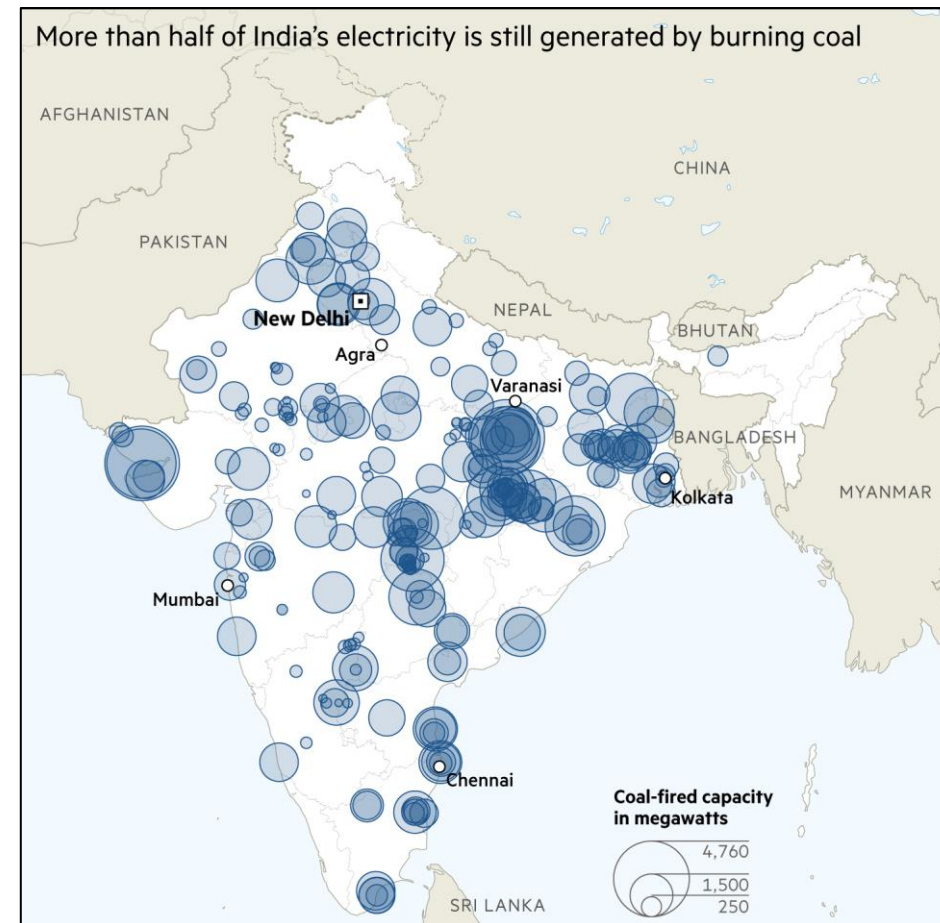 More than half of India’s electricity is still generated by burning coal
AFGHANISTAN
CHINA
PAKISTAN
NEPAL
New Delhi
BHUTAN
Agra
Varanasi
BANGLADESH
MYANMAR
Kolkata
Mumbai
Chennai
Coal-fired capacity
in megawatts
4,760
1,500
250
SRI LANKA